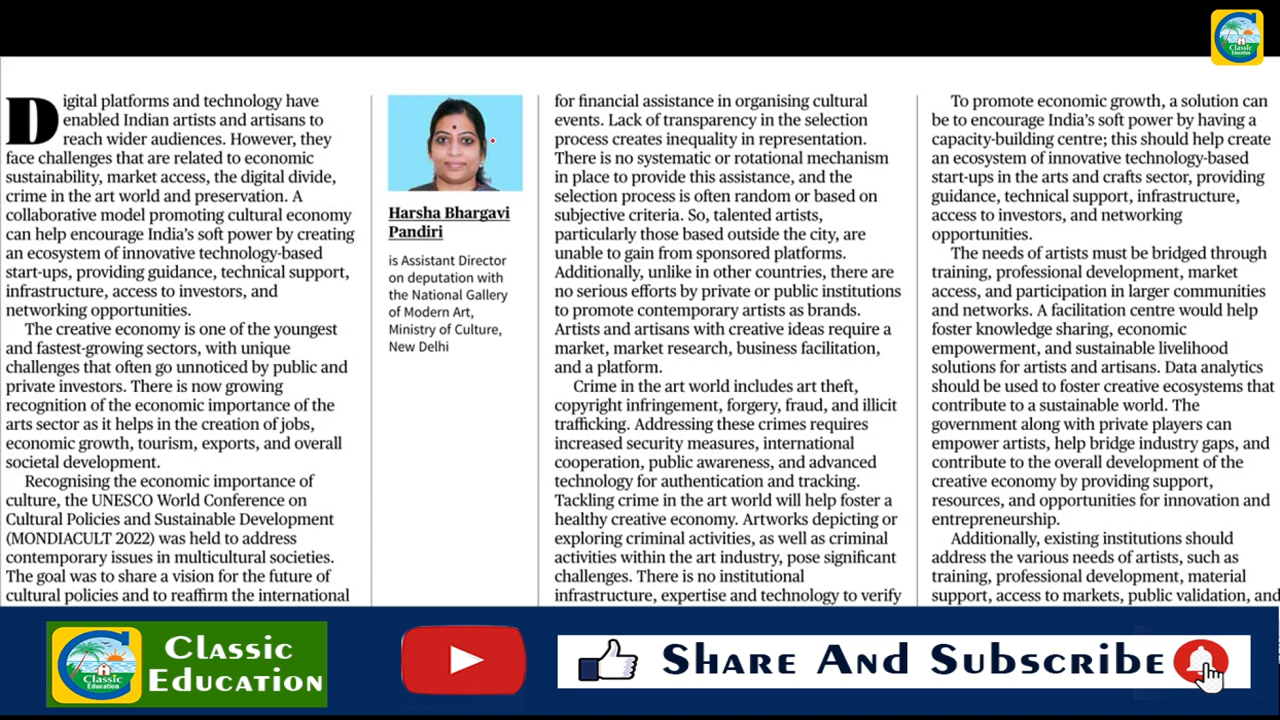 Classic
Education
Digital platforms and technology have
enabled Indian artists and artisans to
reach wider audiences. However, they
face challenges that are related to economic
sustainability, market access, the digital divide,
crime in the art world and preservation. A
collaborative model promoting cultural economy
can help encourage India's soft power by creating
an ecosystem of innovative technology-based
start-ups, providing guidance, technical support,
infrastructure, access to investors, and
networking opportunities.
The creative economy is one of the youngest
and fastest-growing sectors, with unique
challenges that often go unnoticed by public and
private investors. There is now growing
recognition of the economic importance of the
arts sector as it helps in the creation of jobs,
economic growth, tourism, exports, and overall
societal development.
Recognising the economic importance of
culture, the UNESCO World Conference on
Cultural Policies and Sustainable Development
(MONDIACULT 2022) was held to address
contemporary issues in multicultural societies.
The goal was to share a vision for the future of
cultural policies and to reaffirm the international
Harsha Bhargavi
Pandiri
is Assistant Director
on deputation with
the National Gallery
of Modern Art,
Ministry of Culture,
New Delhi
for financial assistance in organising cultural
events. Lack of transparency in the selection
process creates inequality in representation.
There is no systematic or rotational mechanism
in place to provide this assistance, and the
selection process is often random or based on
subjective criteria. So, talented artists,
particularly those based outside the city, are
unable to gain from sponsored platforms.
Additionally, unlike in other countries, there are
no serious efforts by private or public institutions
to promote contemporary artists as brands.
Artists and artisans with creative ideas require a
market, market research, business facilitation,
and a platform.
Crime in the art world includes art theft,
copyright infringement, forgery, fraud, and illicit
trafficking. Addressing these crimes requires
increased security measures, international
cooperation, public awareness, and advanced
technology for authentication and tracking.
Tackling crime in the art world will help foster a
healthy creative economy. Artworks depicting or
exploring criminal activities, as well as criminal
activities within the art industry, pose significant
challenges. There is no institutional
infrastructure, expertise and technology to verify
To promote economic growth, a solution can
be to encourage India's soft power by having a
capacity-building centre; this should help create
an ecosystem of innovative technology-based
start-ups in the arts and crafts sector, providing
guidance, technical support, infrastructure,
access to investors, and networking
opportunities.
The needs of artists must be bridged through
training, professional development, market
access, and participation in larger communities
and networks. A facilitation centre would help
foster knowledge sharing, economic
empowerment, and sustainable livelihood
solutions for artists and artisans. Data analytics
should be used to foster creative ecosystems that
contribute to a sustainable world. The
government along with private players can
empower artists, help bridge industry gaps, and
contribute to the overall development of the
creative economy by providing support,
resources, and opportunities for innovation and
entrepreneurship.
Additionally, existing institutions should
address the various needs of artists, such as
training, professional development, material
support, access to markets, public validation, and
Classic
Education
Classic
Education
Share And Subscribe